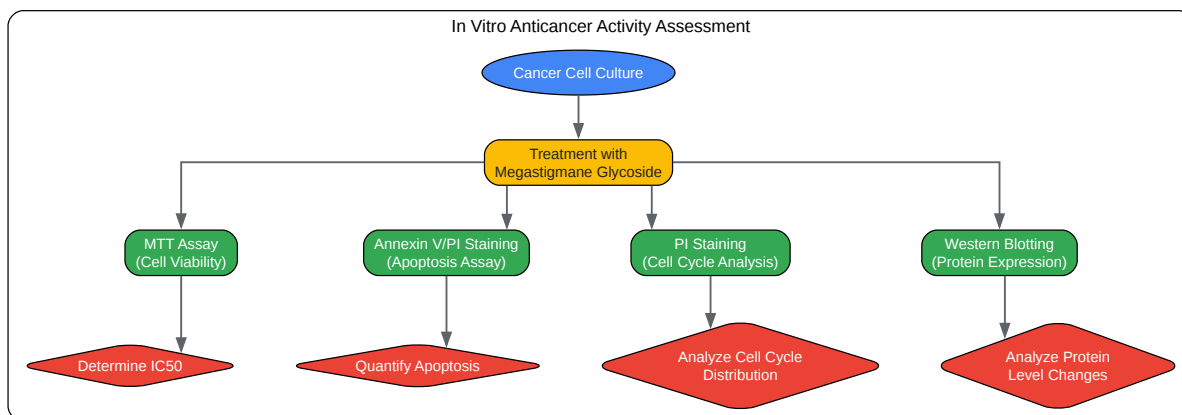 In Vitro Anticancer Activity Assessment
Cancer Cell Culture
Treatment with
Megastigmane Glycoside
MTT Assay
(Cell Viability)
Annexin V/PI Staining
(Apoptosis Assay)
PI Staining
(Cell Cycle Analysis)
Western Blotting
(Protein Expression)
Determine IC50
Quantify Apoptosis
Analyze Cell Cycle
Distribution
Analyze Protein
Level Changes